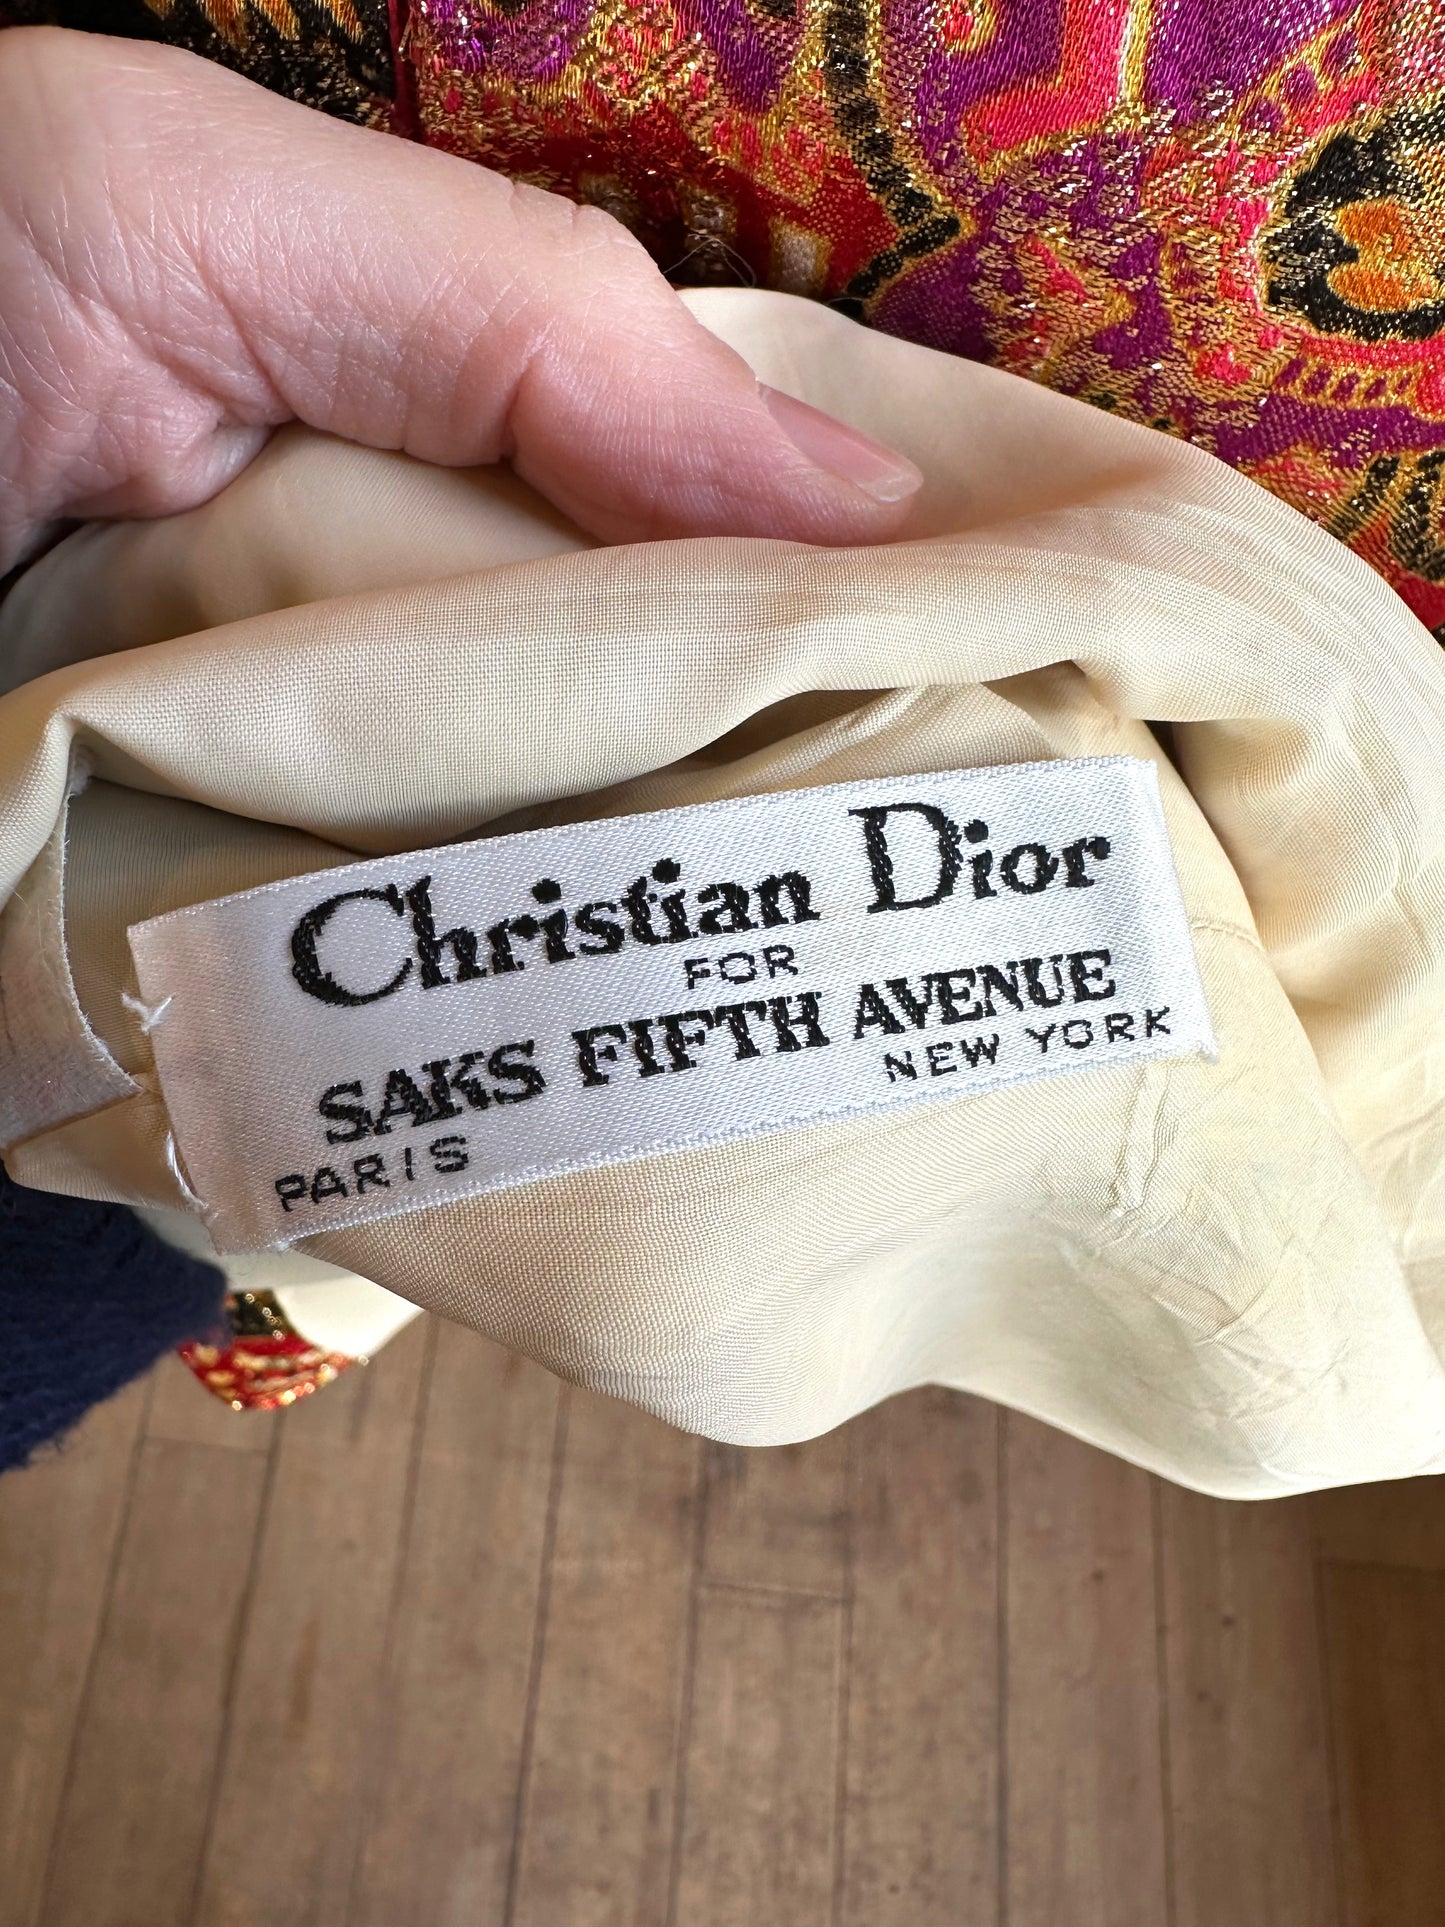 Christian Dior
FOR
SAKS FIFTH AVENUE
PARIS NEW YORK